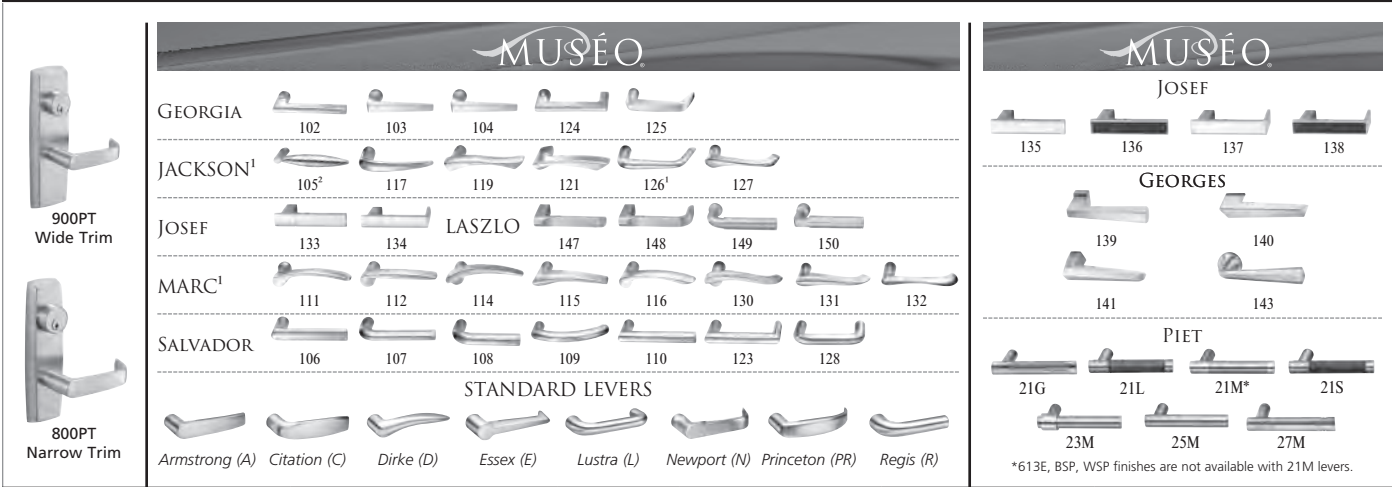 900PT
Wide Trim
800PT
Narrow Trim
MUSÉO®
GEORGIA
102 103 104 124 125
JACKSON¹
105² 117 119 121 126¹ 127
JOSEF
133 134
LASZLO
147 148 149 150
MARC¹
111 112 114 115 116 130 131 132
SALVADOR
106 107 108 109 110 123 128
STANDARD LEVERS
Armstrong (A) Citation (C) Dirke (D) Essex (E) Lustra (L) Newport (N) Princeton (PR) Regis (R)
MUSÉO®
JOSEF
135 136 137 138
GEORGES
139 140
141 143
PIET
21G 21L 21M* 21S
23M 25M 27M
*613E, BSP, WSP finishes are not available with 21M levers.